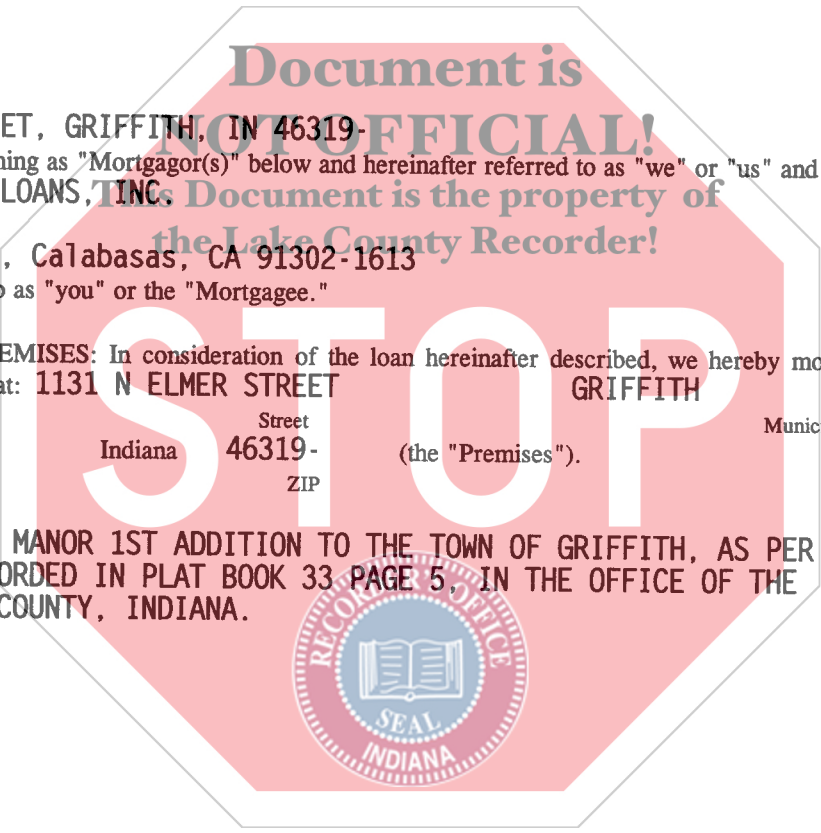 Document is
ET, GRIFFITH, IN 46319-
NOT OFFICIAL!
ning as "Mortgagor(s)" below and hereinafter referred to as "we" or "us" and
LOANS, INC.
This Document is the property of
the Lake County Recorder!
, Calabasas, CA 91302-1613
o as "you" or the "Mortgagee."
STOP
EMISES: In consideration of the loan hereinafter described, we hereby mo
at: 1131 N ELMER STREET GRIFFITH
Street Munic
Indiana 46319- (the "Premises").
ZIP
MANOR 1ST ADDITION TO THE TOWN OF GRIFFITH, AS PER
ORDED IN PLAT BOOK 33 PAGE 5, IN THE OFFICE OF THE
COUNTY, INDIANA.
RECORDER'S OFFICE
SEAL
INDIANA